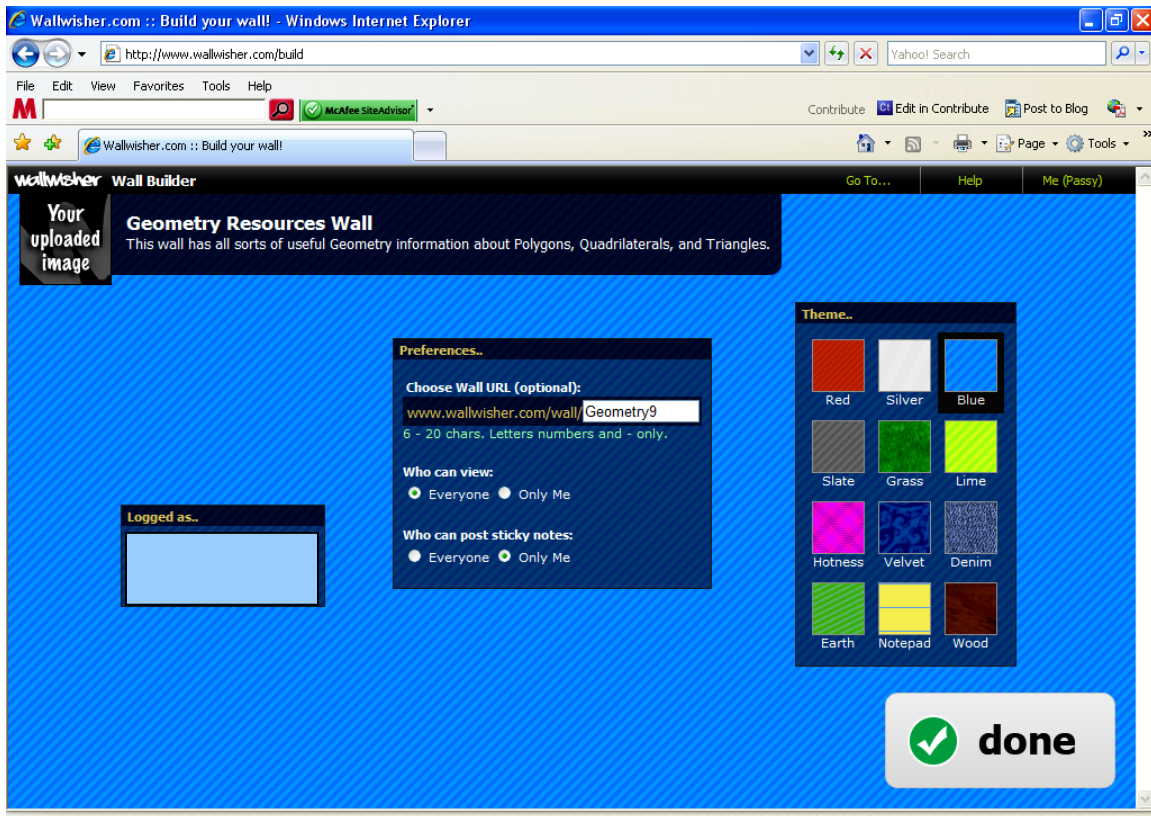 Wallwisher.com :: Build your wall! - Windows Internet Explorer
http://www.wallwisher.com/build
Yahoo! Search
File Edit View Favorites Tools Help
M McAfee SiteAdvisor Contribute Ct Edit in Contribute Post to Blog
Wallwisher.com :: Build your wall! Page Tools
wallwisher Wall Builder Go To... Help Me (Passy)
Your
uploaded
image
Geometry Resources Wall
This wall has all sorts of useful Geometry information about Polygons, Quadrilaterals, and Triangles.
Logged as..
Preferences..
Choose Wall URL (optional):
www.wallwisher.com/wall/Geometry9
6 - 20 chars. Letters numbers and - only.
Who can view:
Everyone Only Me
Who can post sticky notes:
Everyone Only Me
Theme..
Red Silver Blue
Slate Grass Lime
Hotness Velvet Denim
Earth Notepad Wood
done